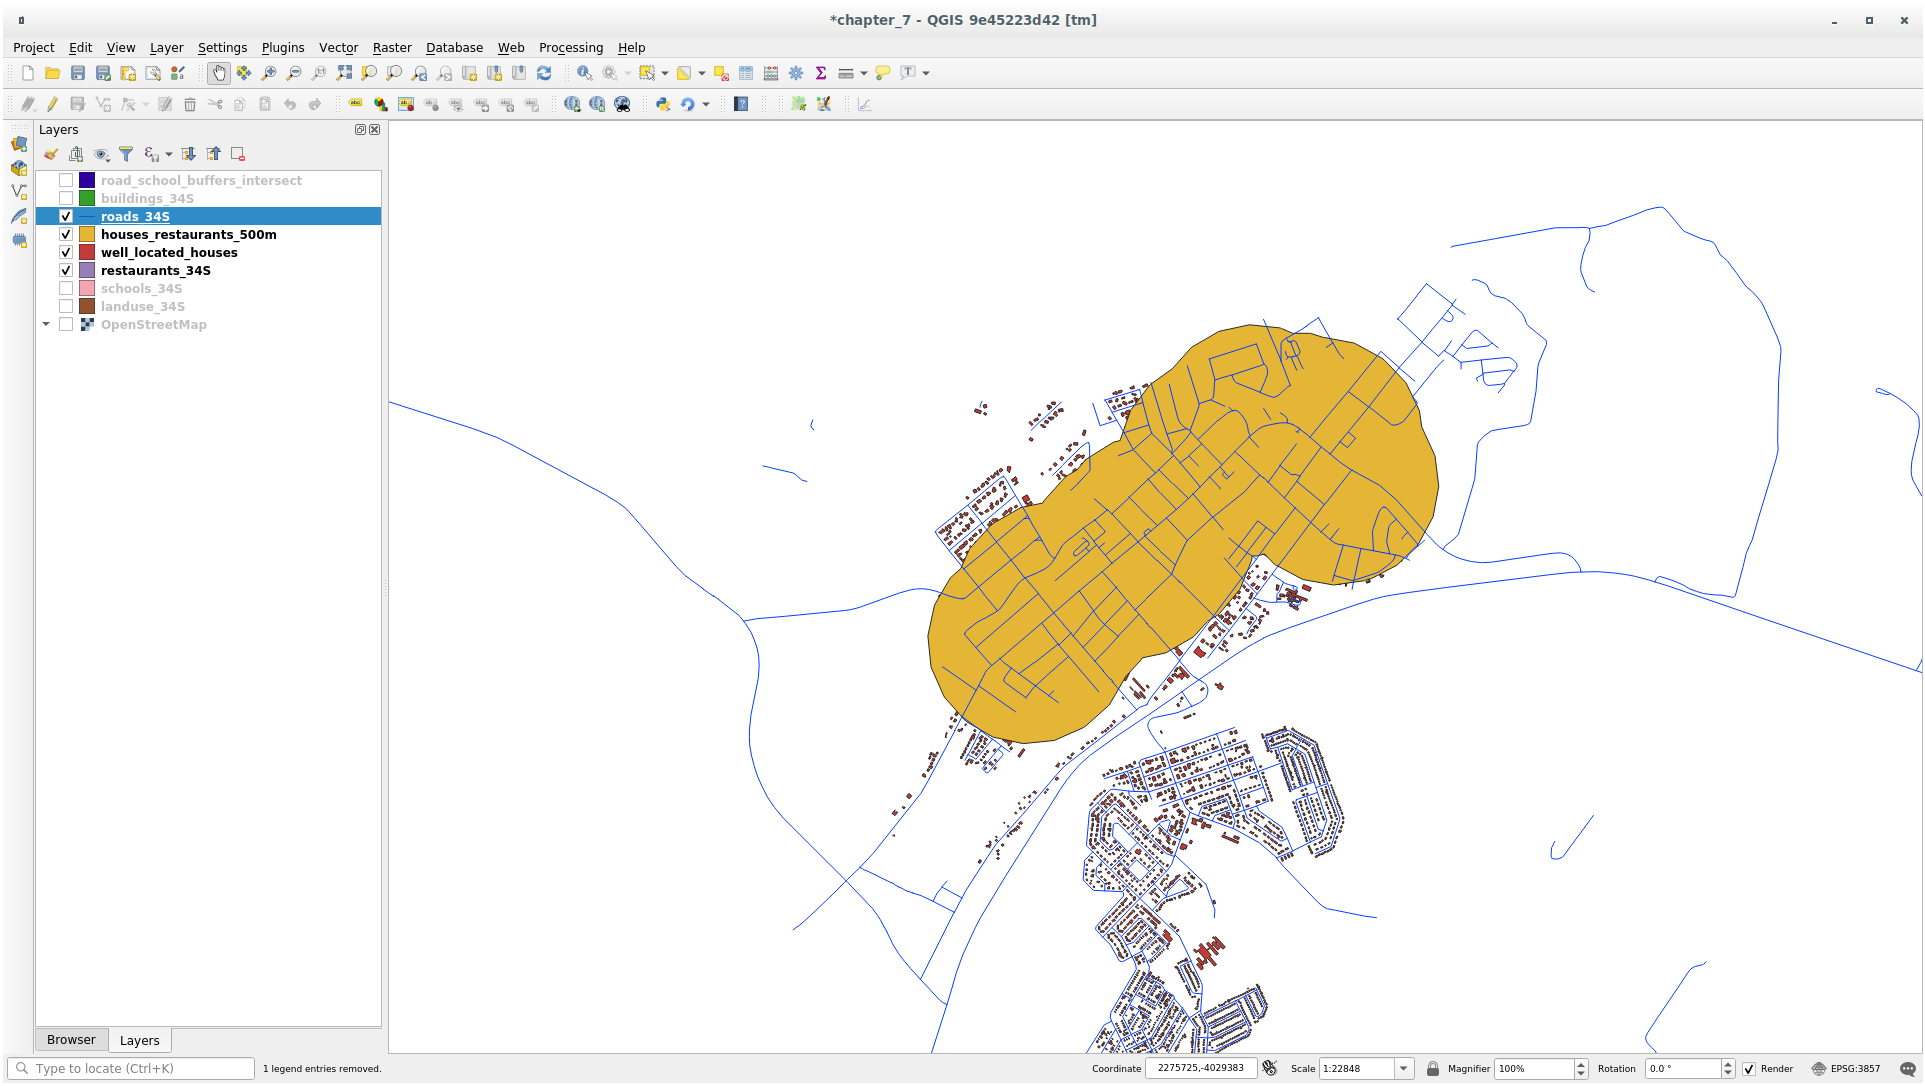 *chapter_7 - QGIS 9e45223d42 [tm]
Project Edit View Layer Settings Plugins Vector Raster Database Web Processing Help
Layers
road_school_buffers_intersect
buildings_34S
roads_34S
houses_restaurants_500m
well_located_houses
restaurants_34S
schools_34S
landuse_34S
OpenStreetMap
Browser Layers
Type to locate (Ctrl+K) 1 legend entries removed. Coordinate 2275725,-4029383 Scale 1:22848 Magnifier 100% Rotation 0.0 ° Render EPSG:3857